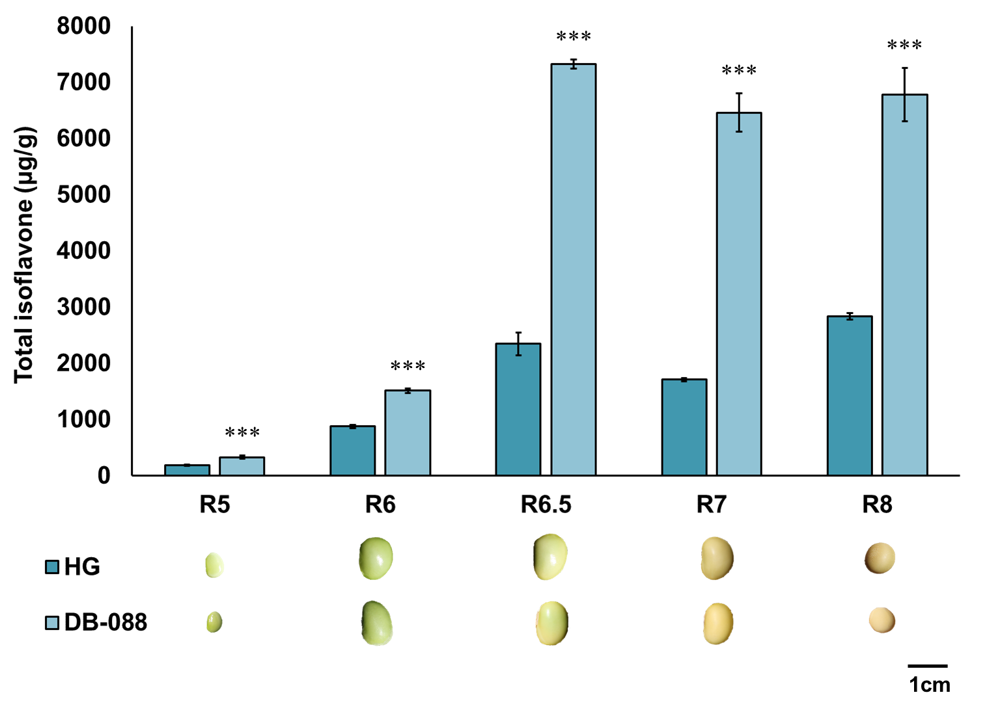 8000
7000
6000
5000
4000
3000
2000
1000
0
Total isoflavone (μg/g)
***
***
***
***
***
R5 R6 R6.5 R7 R8
HG
DB-088
1cm